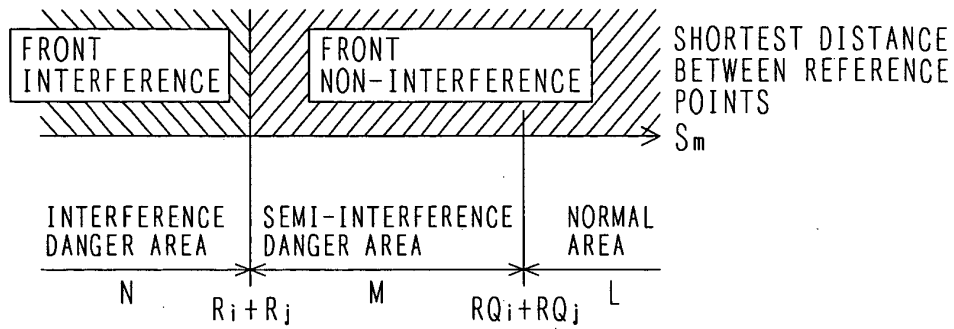 FRONT
INTERFERENCE
FRONT
NON-INTERFERENCE
SHORTEST DISTANCE
BETWEEN REFERENCE
POINTS
Sm
INTERFERENCE
DANGER AREA
SEMI-INTERFERENCE
DANGER AREA
NORMAL
AREA
N
M
L
Ri+Rj
RQi+RQj